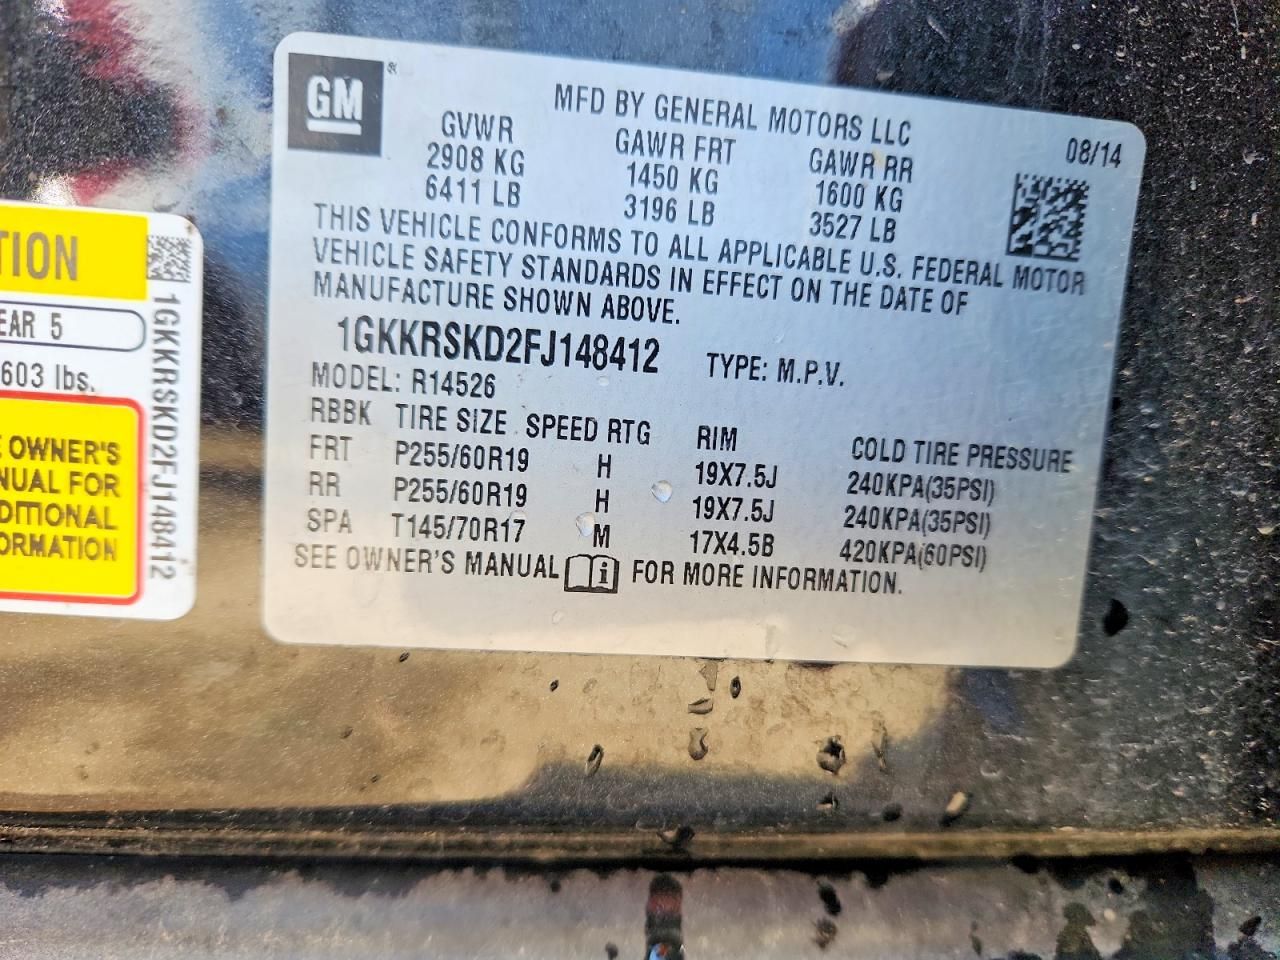 GM
®
MFD BY GENERAL MOTORS LLC
08/14
GVWR GAWR FRT GAWR RR
2908 KG 1450 KG 1600 KG
6411 LB 3196 LB 3527 LB
THIS VEHICLE CONFORMS TO ALL APPLICABLE U.S. FEDERAL MOTOR
VEHICLE SAFETY STANDARDS IN EFFECT ON THE DATE OF
MANUFACTURE SHOWN ABOVE.
1GKKRSKD2FJ148412 TYPE: M.P.V.
MODEL: R14526
RBBK TIRE SIZE SPEED RTG RIM COLD TIRE PRESSURE
FRT P255/60R19 H 19X7.5J 240KPA(35PSI)
RR P255/60R19 H 19X7.5J 240KPA(35PSI)
SPA T145/70R17 M 17X4.5B 420KPA(60PSI)
SEE OWNER'S MANUAL i FOR MORE INFORMATION.
TION
EAR 5
603 lbs.
E OWNER'S
NUAL FOR
DDITIONAL
ORMATION
1GKKRSKD2FJ148412